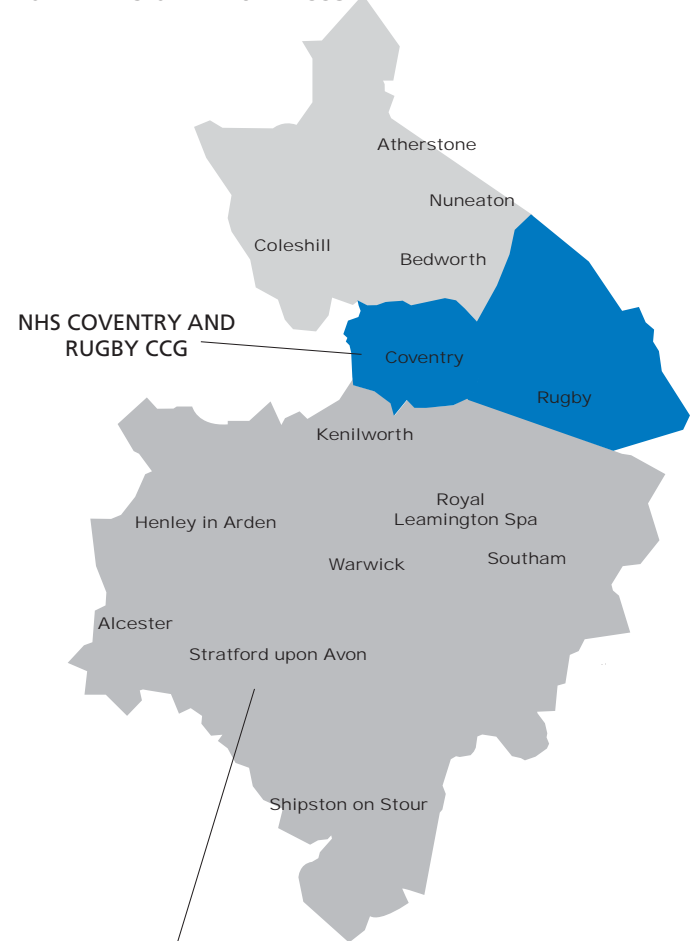 Atherstone
Nuneaton
Coleshill
Bedworth
NHS COVENTRY AND
RUGBY CCG
Coventry
Rugby
Kenilworth
Royal
Leamington Spa
Henley in Arden
Southam
Warwick
Alcester
Stratford upon Avon
Shipston on Stour